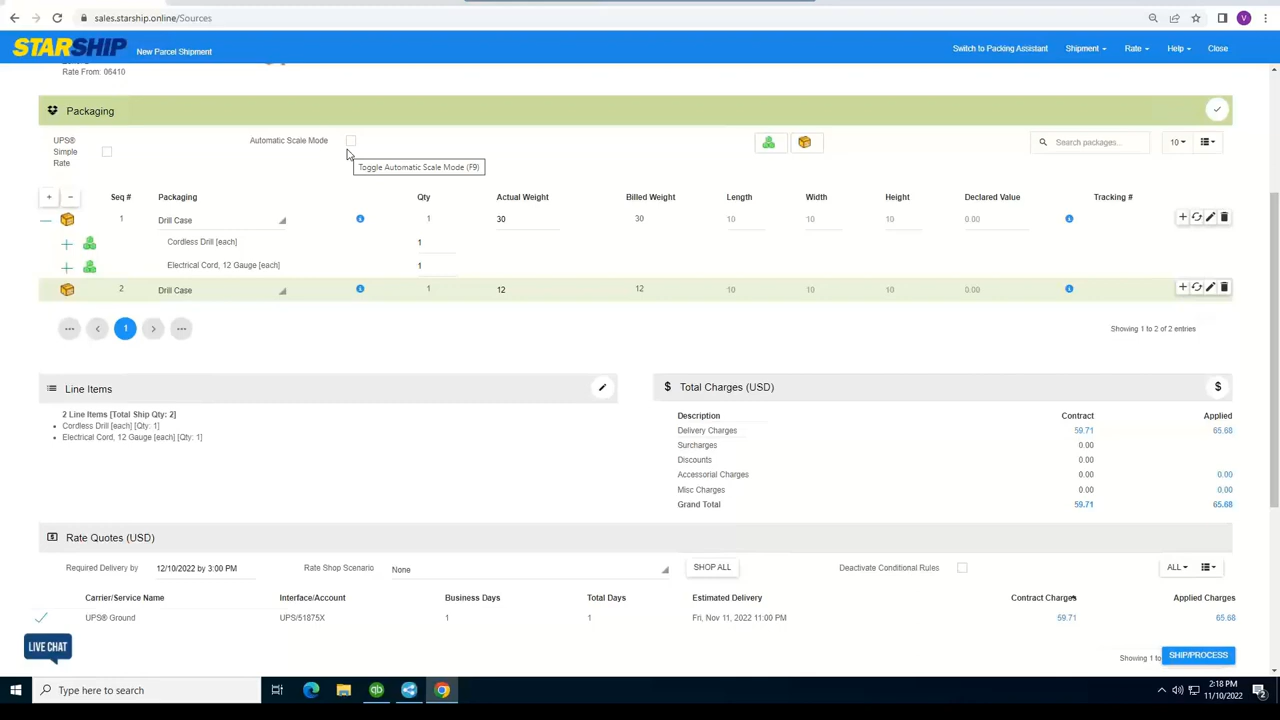 sales.starship.online/Sources
STARSHIP New Parcel Shipment Switch to Packing Assistant Shipment Rate Help Close
Rate From: 06410
Packaging
UPS® Simple Rate
Automatic Scale Mode
Toggle Automatic Scale Mode (F9)
Search packages...
10
+ - Seq # Packaging Qty Actual Weight Billed Weight Length Width Height Declared Value Tracking #
1 Drill Case 1 30 30 10 10 10 0.00
Cordless Drill [each] 1
Electrical Cord, 12 Gauge [each] 1
2 Drill Case 1 12 12 10 10 10 0.00
1
Showing 1 to 2 of 2 entries
Line Items
2 Line Items [Total Ship Qty: 2]
Cordless Drill [each] [Qty: 1]
Electrical Cord, 12 Gauge [each] [Qty: 1]
$ Total Charges (USD) $
Description Contract Applied
Delivery Charges 59.71 65.68
Surcharges 0.00
Discounts 0.00
Accessorial Charges 0.00 0.00
Misc Charges 0.00 0.00
Grand Total 59.71 65.68
Rate Quotes (USD)
Required Delivery by 12/10/2022 by 3:00 PM Rate Shop Scenario None SHOP ALL Deactivate Conditional Rules ALL
Carrier/Service Name Interface/Account Business Days Total Days Estimated Delivery Contract Charges Applied Charges
UPS® Ground UPS/51875X 1 1 Fri, Nov 11, 2022 11:00 PM 59.71 65.68
LIVE CHAT
Showing 1 to
SHIP/PROCESS
Type here to search
2:18 PM
11/10/2022
2